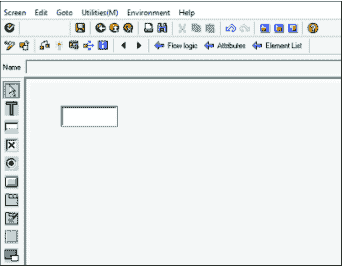 Screen Edit Goto Utilities(M) Environment Help
Flow logic Attributes Element List
Name
T